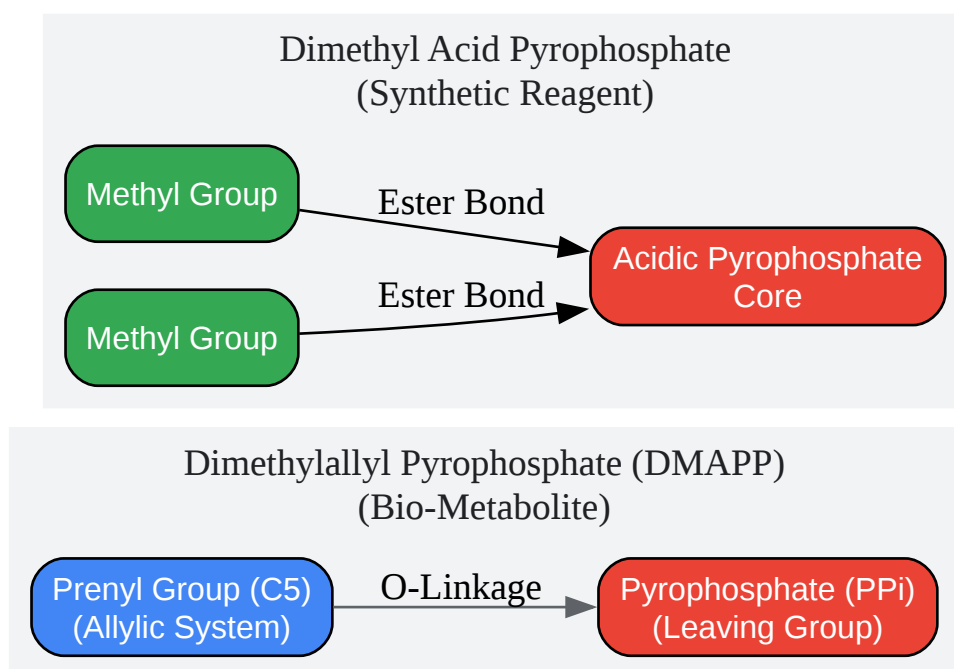 Dimethyl Acid Pyrophosphate
(Synthetic Reagent)
Methyl Group
Ester Bond
Acidic Pyrophosphate
Core
Ester Bond
Methyl Group
Dimethylallyl Pyrophosphate (DMAPP)
(Bio-Metabolite)
Prenyl Group (C5)
(Allylic System)
O-Linkage
Pyrophosphate (PPi)
(Leaving Group)